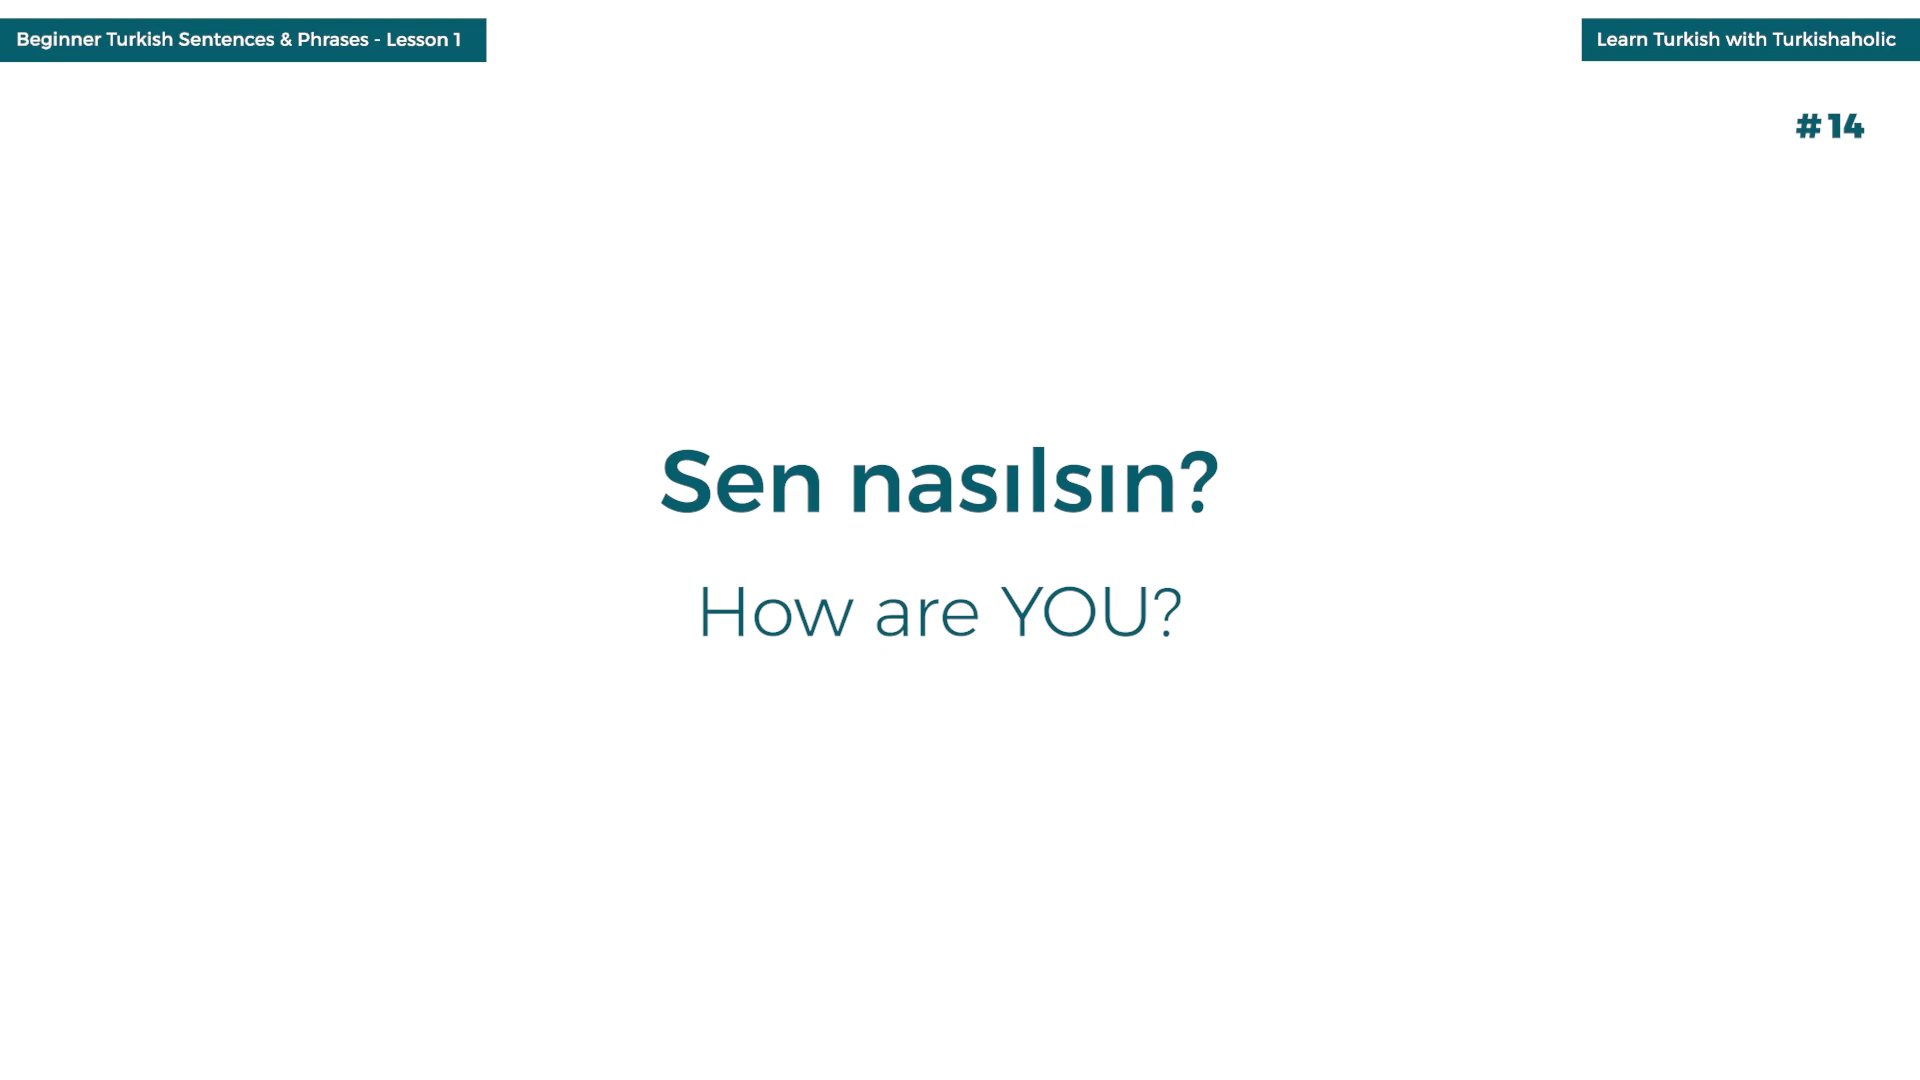 Beginner Turkish Sentences & Phrases - Lesson 1
Learn Turkish with Turkishaholic
#14
Sen nasılsın?
How are YOU?